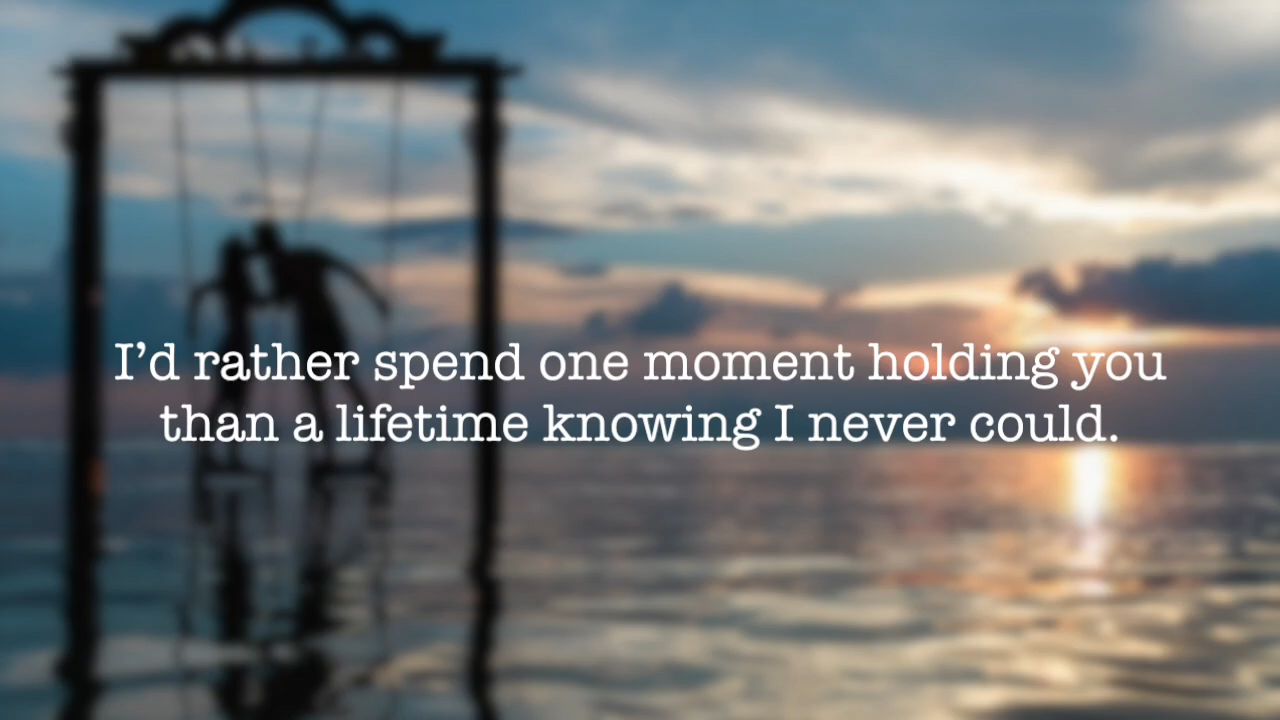 I’d rather spend one moment holding you
than a lifetime knowing I never could.